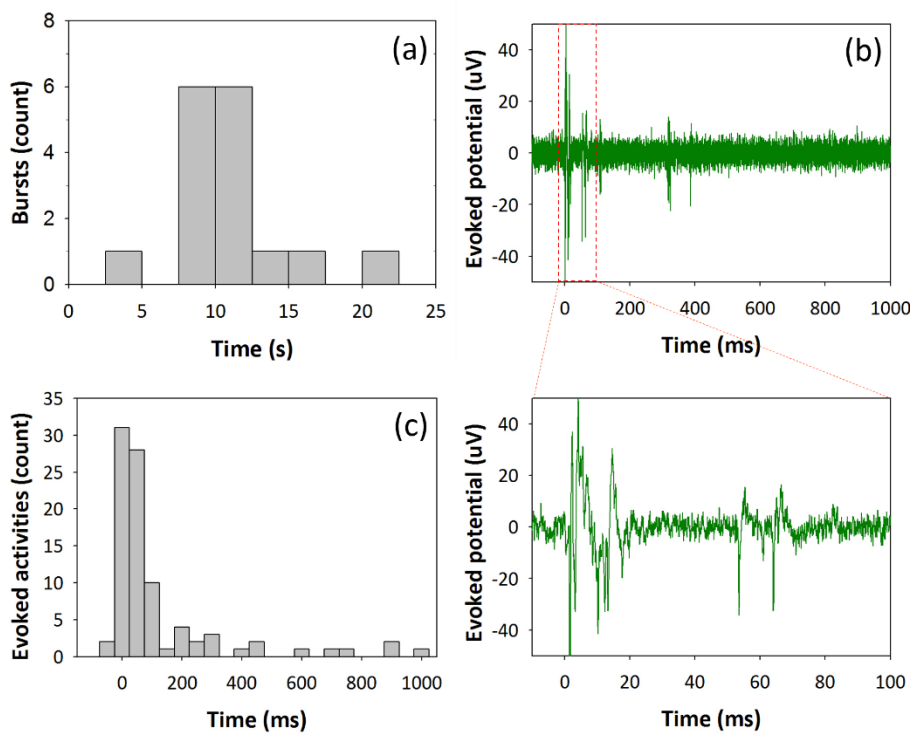 (a)
Bursts (count)
8
6
4
2
0
0 5 10 15 20 25
Time (s)
(b)
Evoked potential (uV)
40
20
0
-20
-40
0 200 400 600 800 1000
Time (ms)
(c)
Evoked activities (count)
35
30
25
20
15
10
5
0
0 200 400 600 800 1000
Time (ms)
Evoked potential (uV)
40
20
0
-20
-40
0 20 40 60 80 100
Time (ms)